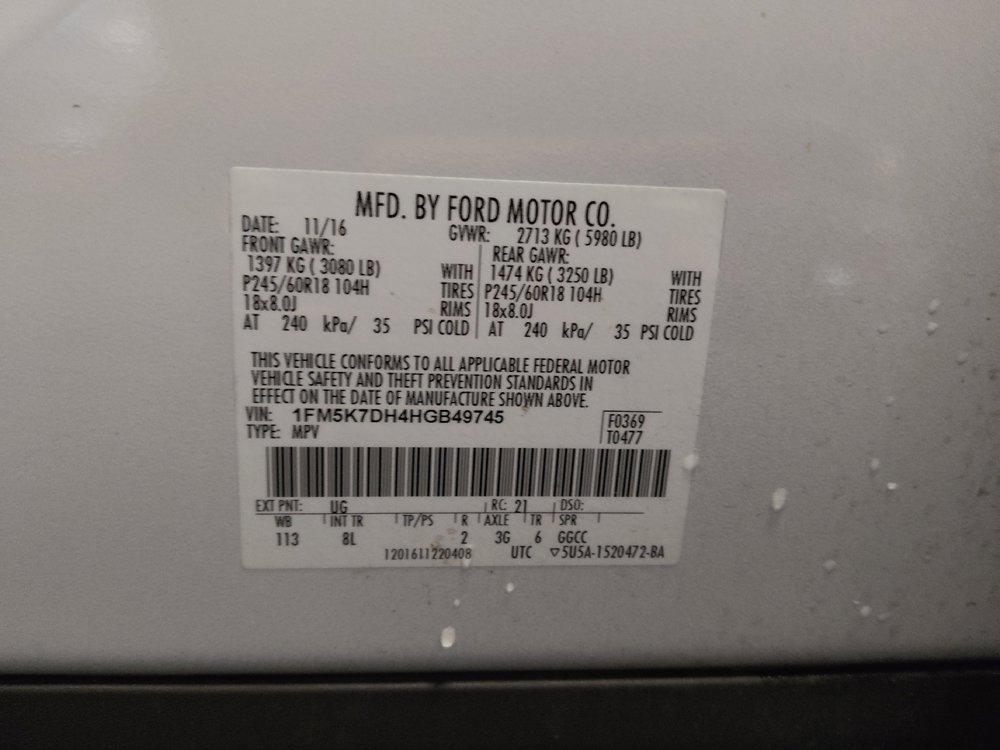 MFD. BY FORD MOTOR CO.
DATE: 11/16 GVWR: 2713 KG ( 5980 LB)
FRONT GAWR: REAR GAWR:
1397 KG ( 3080 LB) WITH 1474 KG ( 3250 LB) WITH
P245/60R18 104H TIRES P245/60R18 104H TIRES
18x8.0J RIMS 18x8.0J RIMS
AT 240 kPa/ 35 PSI COLD AT 240 kPa/ 35 PSI COLD
THIS VEHICLE CONFORMS TO ALL APPLICABLE FEDERAL MOTOR
VEHICLE SAFETY AND THEFT PREVENTION STANDARDS IN
EFFECT ON THE DATE OF MANUFACTURE SHOWN ABOVE.
VIN: 1FM5K7DH4HGB49745 F0369
TYPE: MPV T0477
EXT PNT: UG RC: 21 DSO:
WB INT TR TP/PS R AXLE TR SPR
113 8L 2 3G 6 GGCC
1201611220408 UTC ▽5U5A-1520472-BA